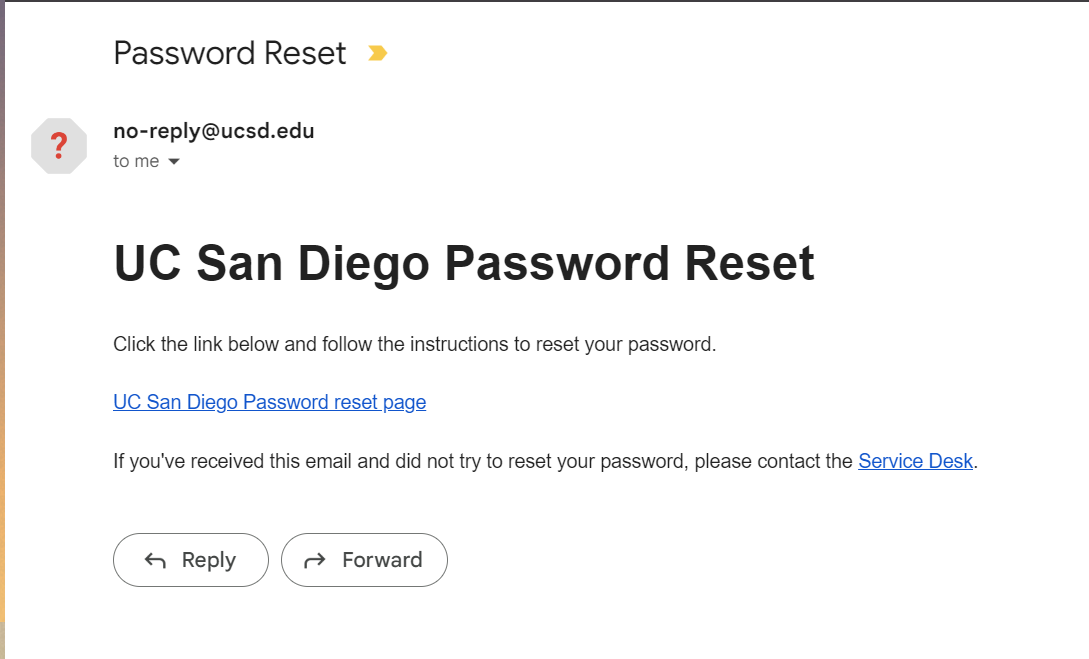 Password Reset
?
no-reply@ucsd.edu
to me
UC San Diego Password Reset
Click the link below and follow the instructions to reset your password.
UC San Diego Password reset page
If you've received this email and did not try to reset your password, please contact the Service Desk.
Reply Forward